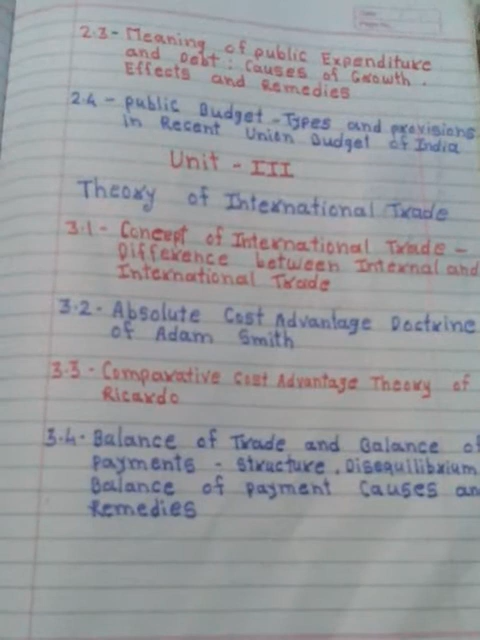 2.3- Meaning of public Expenditure
and Debt: Causes of Growth.
Effects and Remedies
2.4 - public Budget - Types and provisions
in Recent Union Budget of India
Unit - III
Theory of International Trade
3.1 - Concept of International Trade -
Difference between Internal and
International Trade
3.2 - Absolute Cost Advantage Doctrine
of Adam Smith
3.3 - Comparative Cost Advantage Theory of
Ricardo
3.4 - Balance of Trade and Balance of
payments - structure. Disequilibrium
Balance of payment Causes an
Remedies